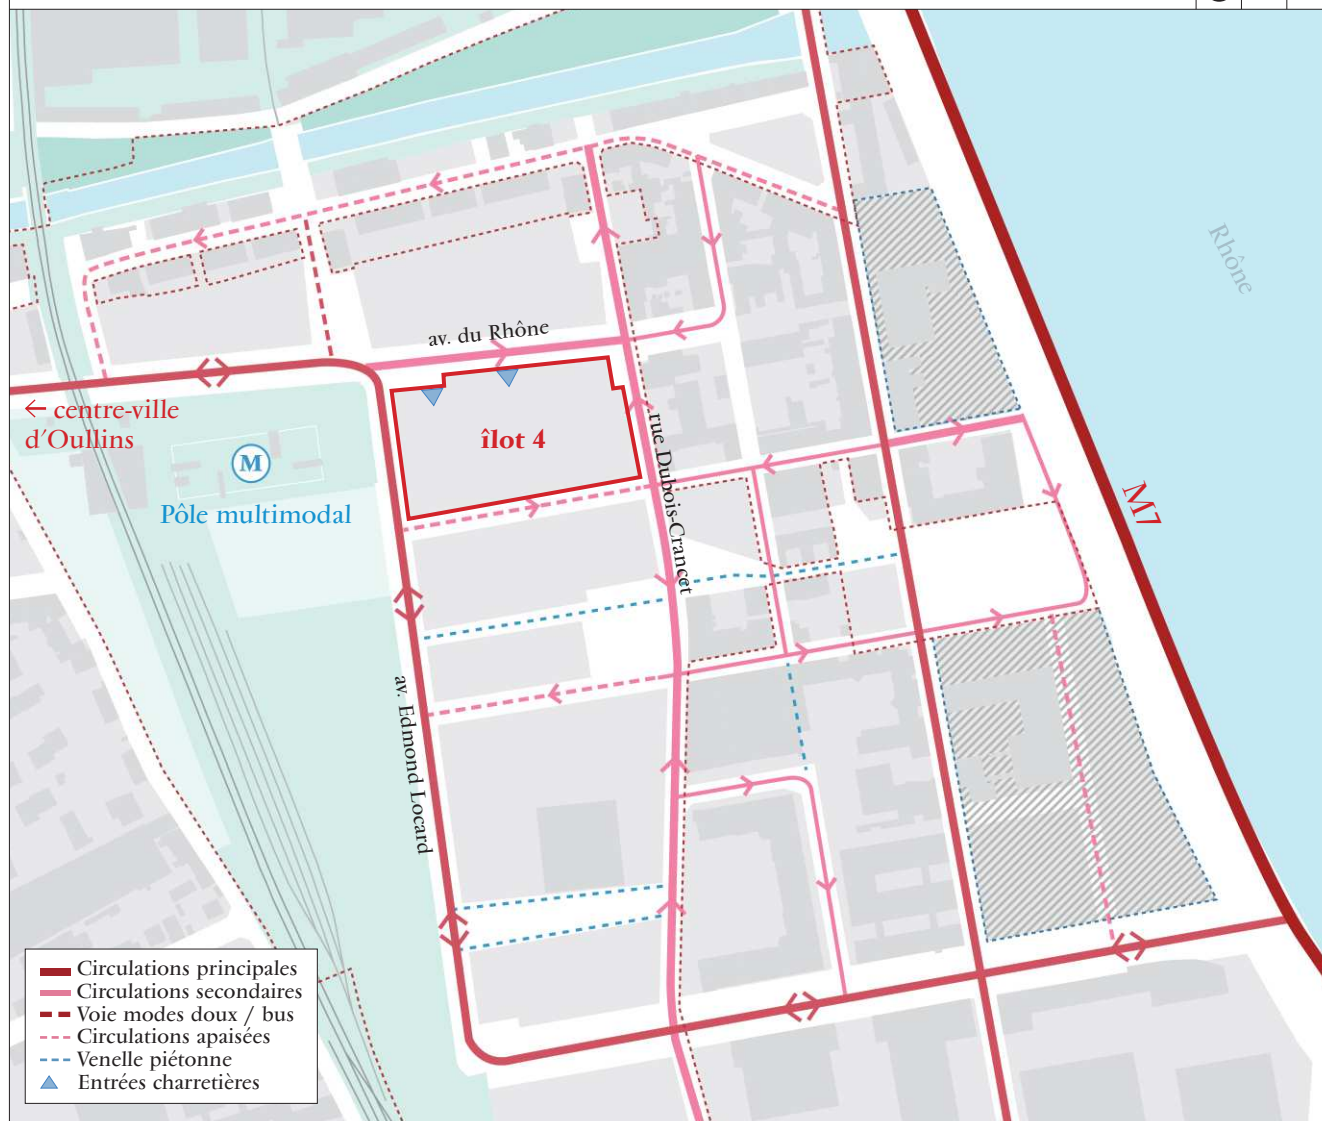 Rhône
av. du Rhône
← centre-ville
d'Oullins
îlot 4
M
Pôle multimodal
rue Dubois-Crancet
M7
av. Edmond Locard
Circulations principales
Circulations secondaires
Voie modes doux / bus
Circulations apaisées
Venelle piétonne
Entrées charretières